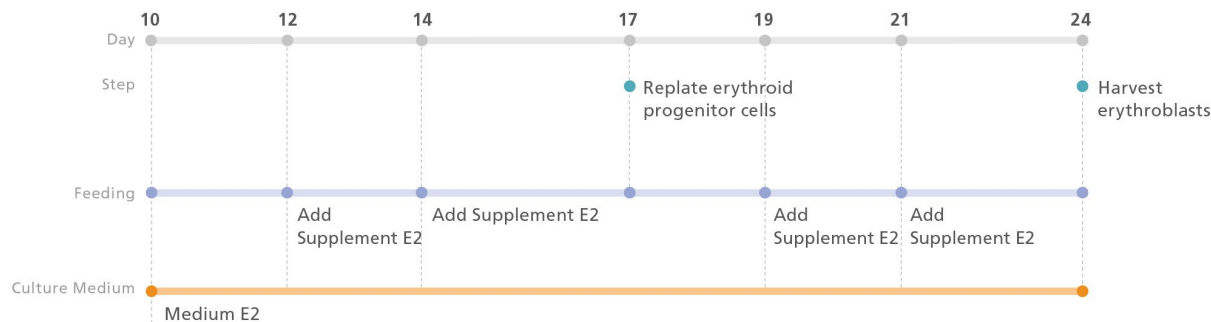 10 12 14 17 19 21 24
Day
Step
Replate erythroid
progenitor cells
Harvest
erythroblasts
Feeding
Add
Supplement E2
Add Supplement E2
Add
Supplement E2
Add
Supplement E2
Culture Medium
Medium E2